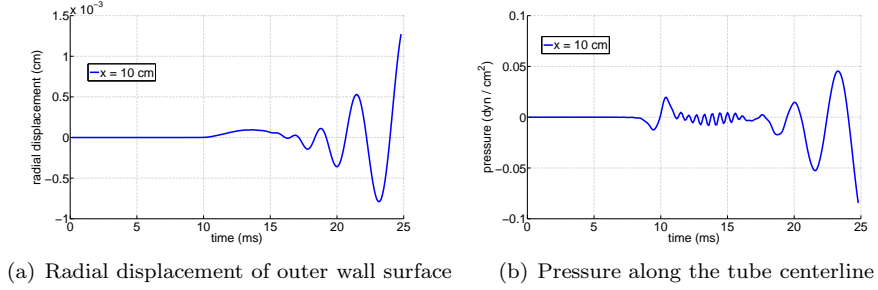 x 10⁻³
1.5
1
0.5
0
−0.5
−1
0 5 10 15 20 25
time (ms)
radial displacement (cm)
x = 10 cm
(a) Radial displacement of outer wall surface
0.1
0.05
0
−0.05
−0.1
0 5 10 15 20 25
time (ms)
pressure (dyn / cm²)
x = 10 cm
(b) Pressure along the tube centerline